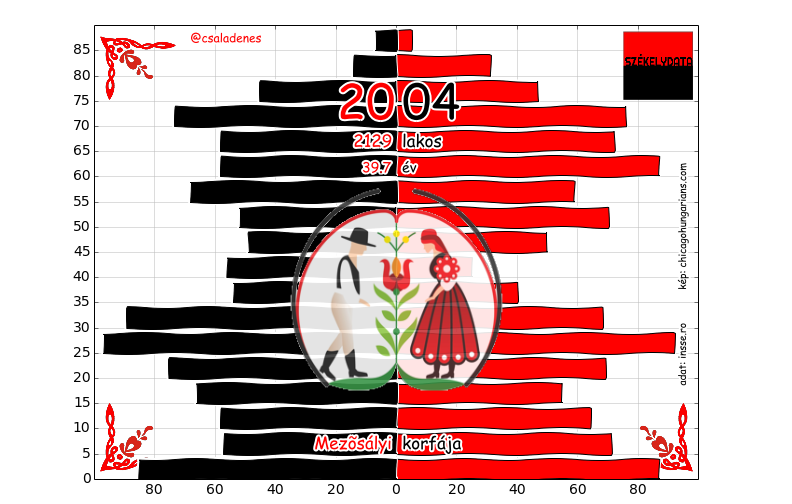 @csaladenes
SZÉKELYDATA
2004
2129 lakos
39.7 év
kép: chicagohungarians.com
adat: insse.ro
Mezősályi korfája
85
80
75
70
65
60
55
50
45
40
35
30
25
20
15
10
5
0
80 60 40 20 0 20 40 60 80